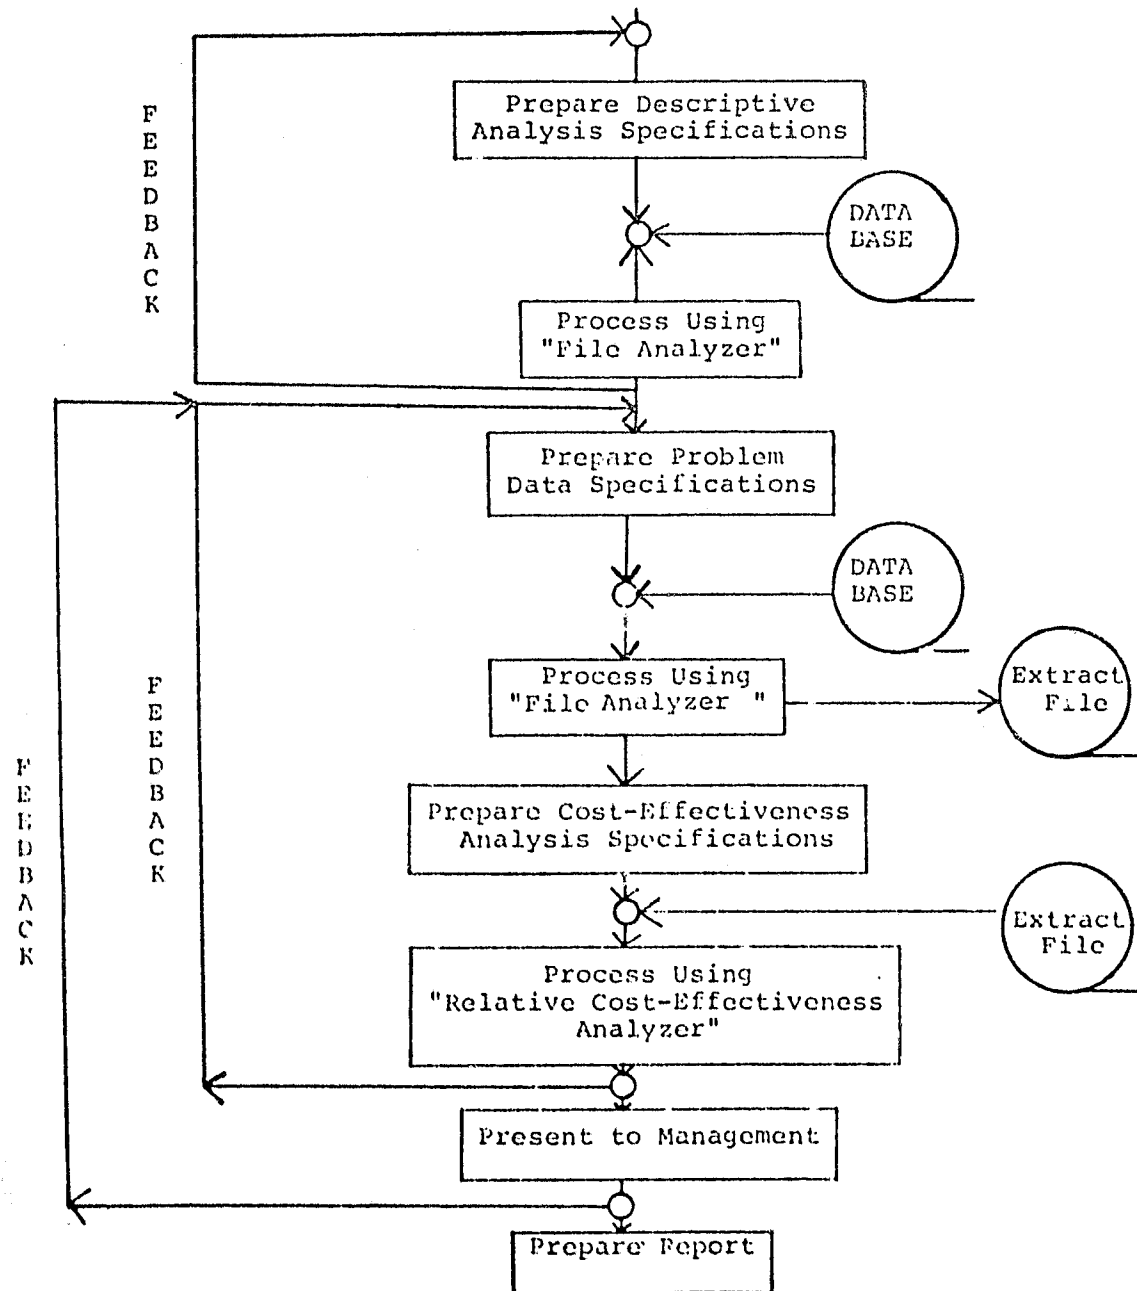 FEEDBACK
Prepare Descriptive
Analysis Specifications
DATA
BASE
Process Using
"File Analyzer"
Prepare Problem
Data Specifications
DATA
BASE
FEEDBACK
FEEDBACK
Process Using
"File Analyzer "
Extract
File
Prepare Cost-Effectiveness
Analysis Specifications
Extract
File
Process Using
"Relative Cost-Effectiveness
Analyzer"
Present to Management
Prepare Report